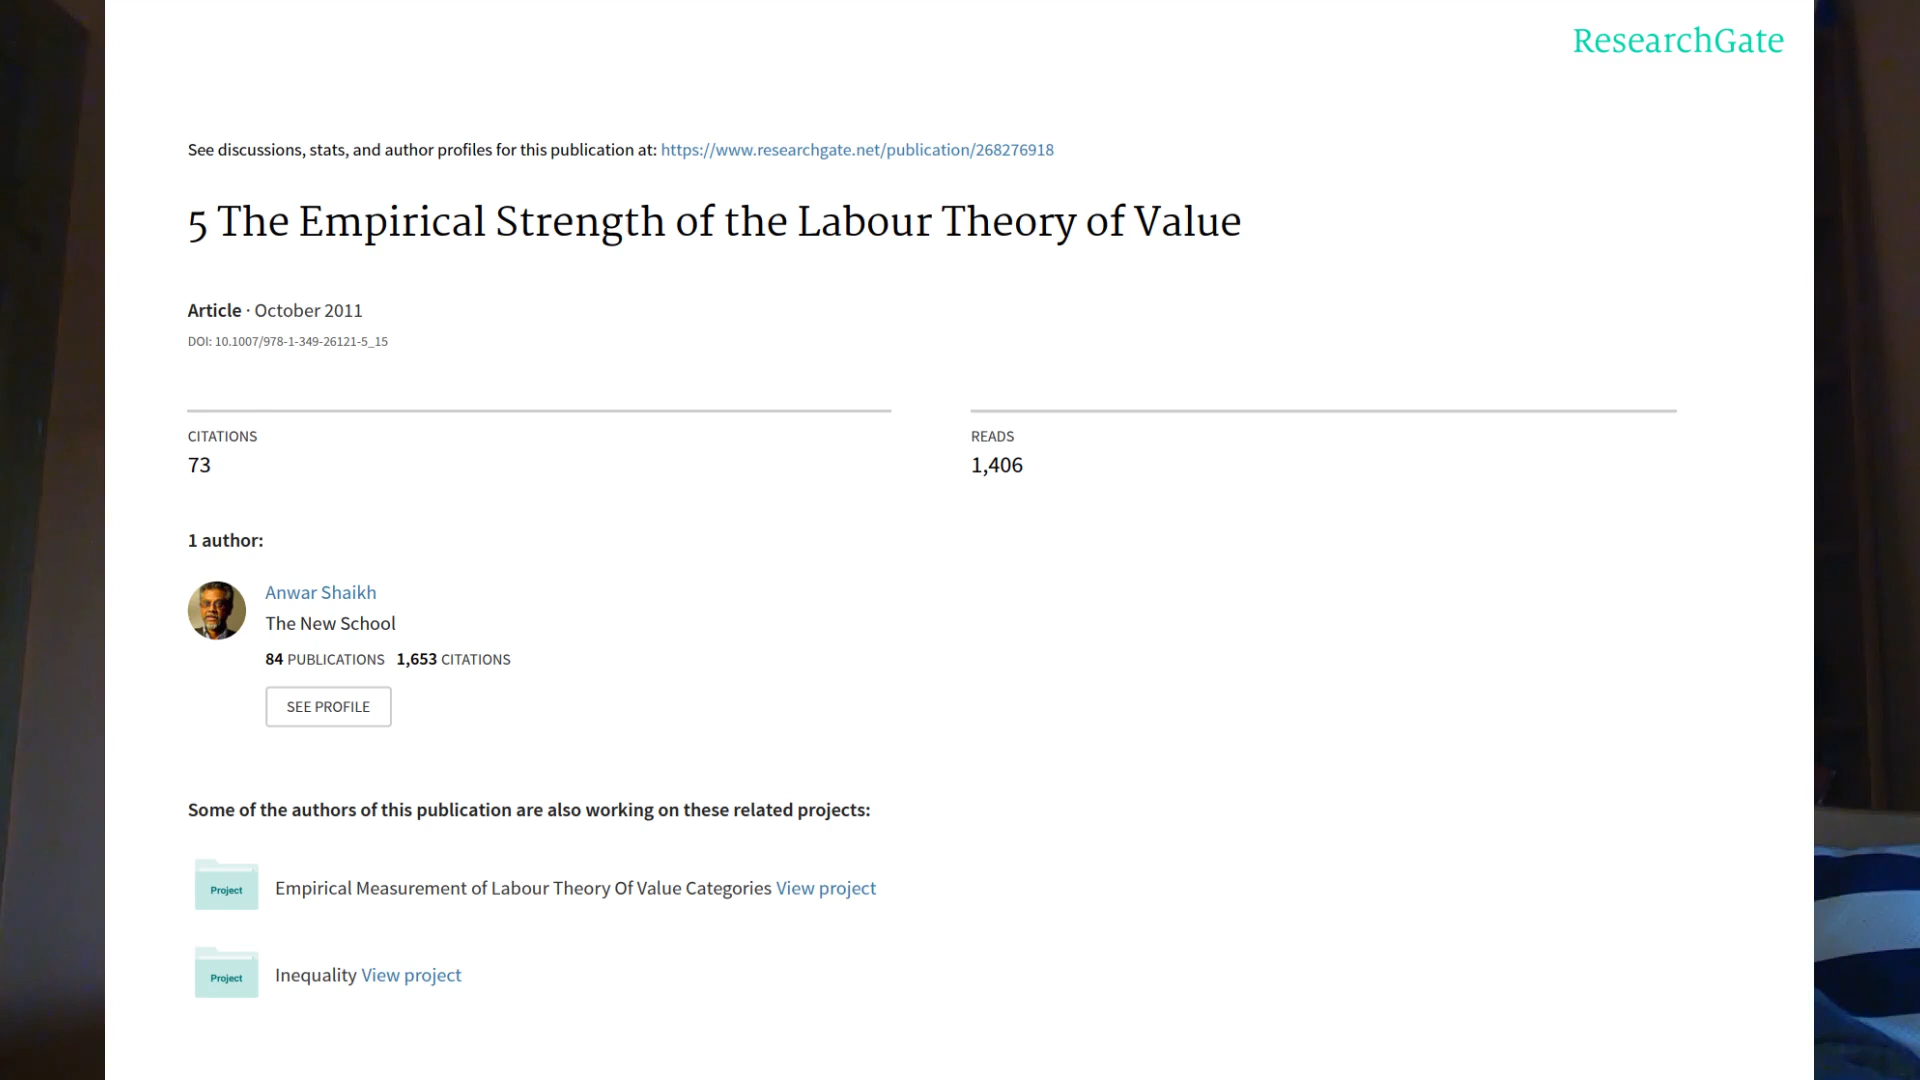 ResearchGate
See discussions, stats, and author profiles for this publication at: https://www.researchgate.net/publication/268276918
5 The Empirical Strength of the Labour Theory of Value
Article · October 2011
DOI: 10.1007/978-1-349-26121-5_15
CITATIONS
73
READS
1,406
1 author:
Anwar Shaikh
The New School
84 PUBLICATIONS 1,653 CITATIONS
SEE PROFILE
Some of the authors of this publication are also working on these related projects:
Project
Empirical Measurement of Labour Theory Of Value Categories View project
Project
Inequality View project